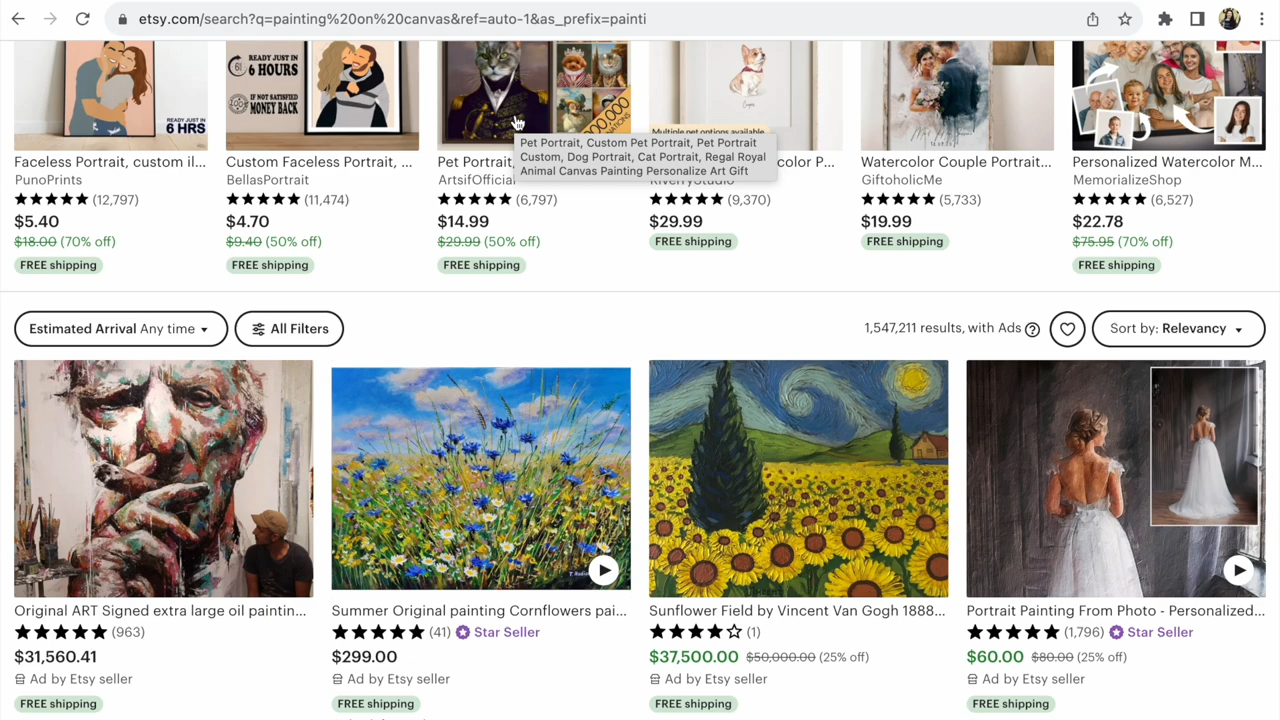 etsy.com/search?q=painting%20on%20canvas&ref=auto-1&as_prefix=painti
READY JUST IN
6 HRS
READY JUST IN
6 HOURS
IF NOT SATISFIED
MONEY BACK
Multiple pet options available
Faceless Portrait, custom il...
PunoPrints
(12,797)
$5.40
$18.00 (70% off)
FREE shipping
Custom Faceless Portrait, ...
BellasPortrait
(11,474)
$4.70
$9.40 (50% off)
FREE shipping
Pet Portrait,
ArtsifOfficial
(6,797)
$14.99
$29.99 (50% off)
FREE shipping
Pet Portrait, Custom Pet Portrait, Pet Portrait
Custom, Dog Portrait, Cat Portrait, Regal Royal
Animal Canvas Painting Personalize Art Gift
color P...
(9,370)
$29.99
FREE shipping
Watercolor Couple Portrait...
GiftoholicMe
(5,733)
$19.99
FREE shipping
Personalized Watercolor M...
MemorializeShop
(6,527)
$22.78
$75.95 (70% off)
FREE shipping
Estimated Arrival Any time
All Filters
1,547,211 results, with Ads
Sort by: Relevancy
Original ART Signed extra large oil paintin...
(963)
$31,560.41
Ad by Etsy seller
FREE shipping
Summer Original painting Cornflowers pai...
(41) Star Seller
$299.00
Ad by Etsy seller
FREE shipping
Sunflower Field by Vincent Van Gogh 1888...
(1)
$37,500.00 $50,000.00 (25% off)
Ad by Etsy seller
FREE shipping
Portrait Painting From Photo - Personalized...
(1,796) Star Seller
$60.00 $80.00 (25% off)
Ad by Etsy seller
FREE shipping